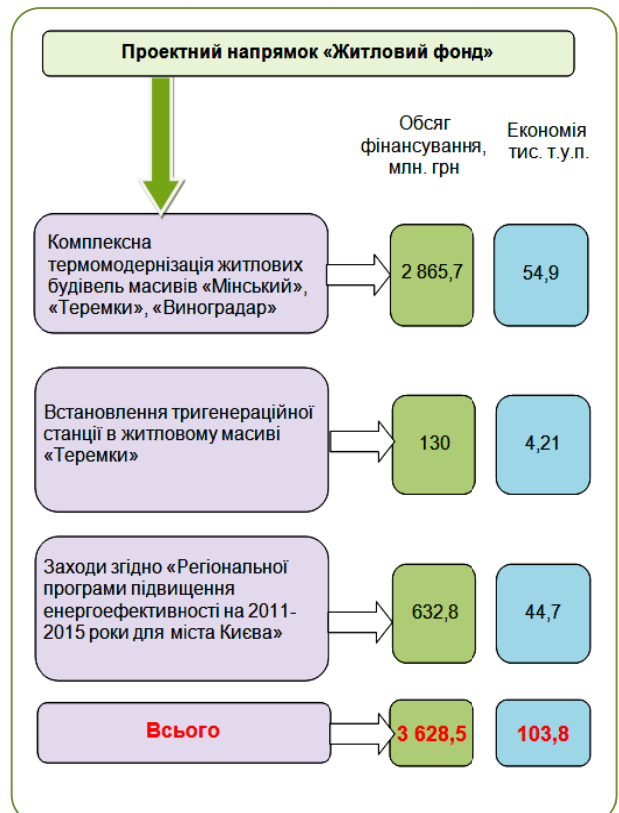 Проектний напрямок «Житловий фонд»
Обсяг
фінансування,
млн. грн
Економія
тис. т.у.п.
Комплексна
термомодернізація житлових
будівель масивів «Мінський»,
«Теремки», «Виноградар»
2 865,7
54,9
Встановлення тригенераційної
станції в житловому масиві
«Теремки»
130
4,21
Заходи згідно «Регіональної
програми підвищення
енергоефективності на 2011-
2015 роки для міста Києва»
632,8
44,7
Всього
3 628,5
103,8